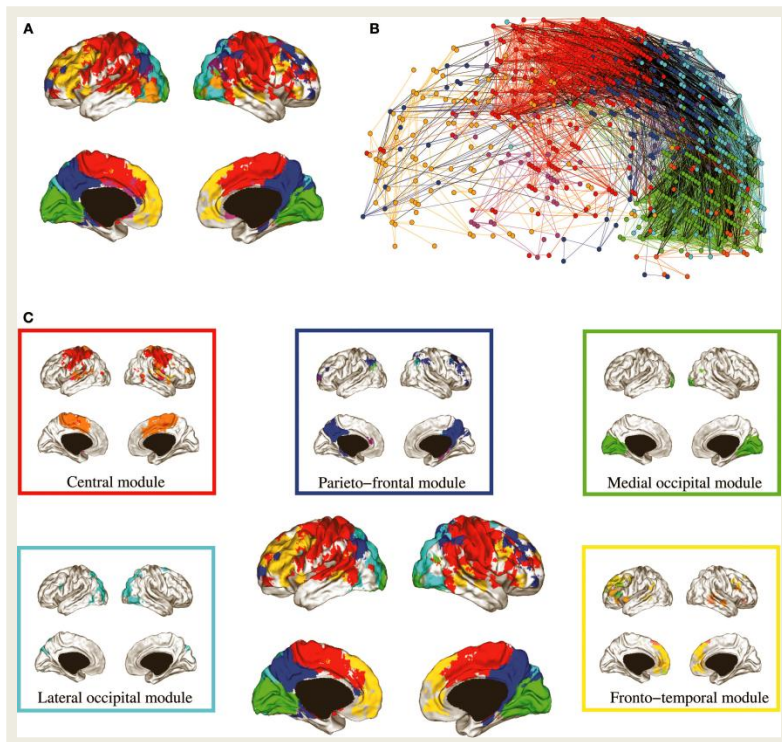 A
B
C
Central module
Parieto–frontal module
Medial occipital module
Lateral occipital module
Fronto–temporal module